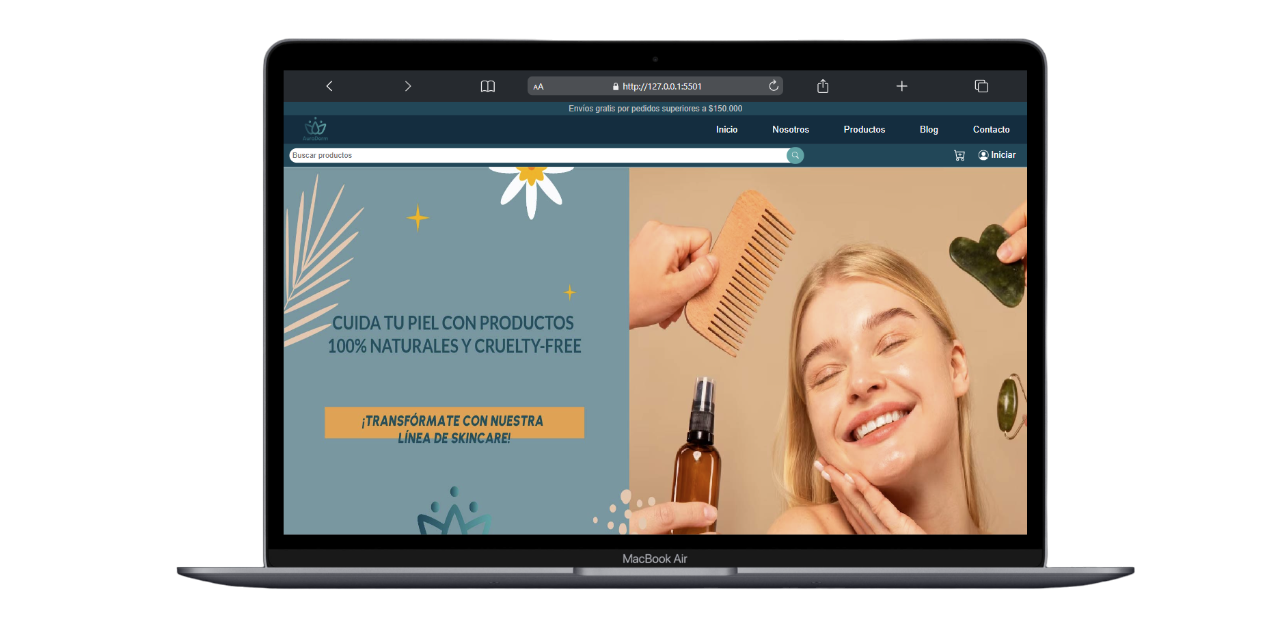 AA
http://127.0.0.1:5501
Envíos gratis por pedidos superiores a $150.000
Inicio
Nosotros
Productos
Blog
Contacto
Buscar productos
Iniciar
CUIDA TU PIEL CON PRODUCTOS
100% NATURALES Y CRUELTY-FREE
¡TRANSFÓRMATE CON NUESTRA
LÍNEA DE SKINCARE!
MacBook Air